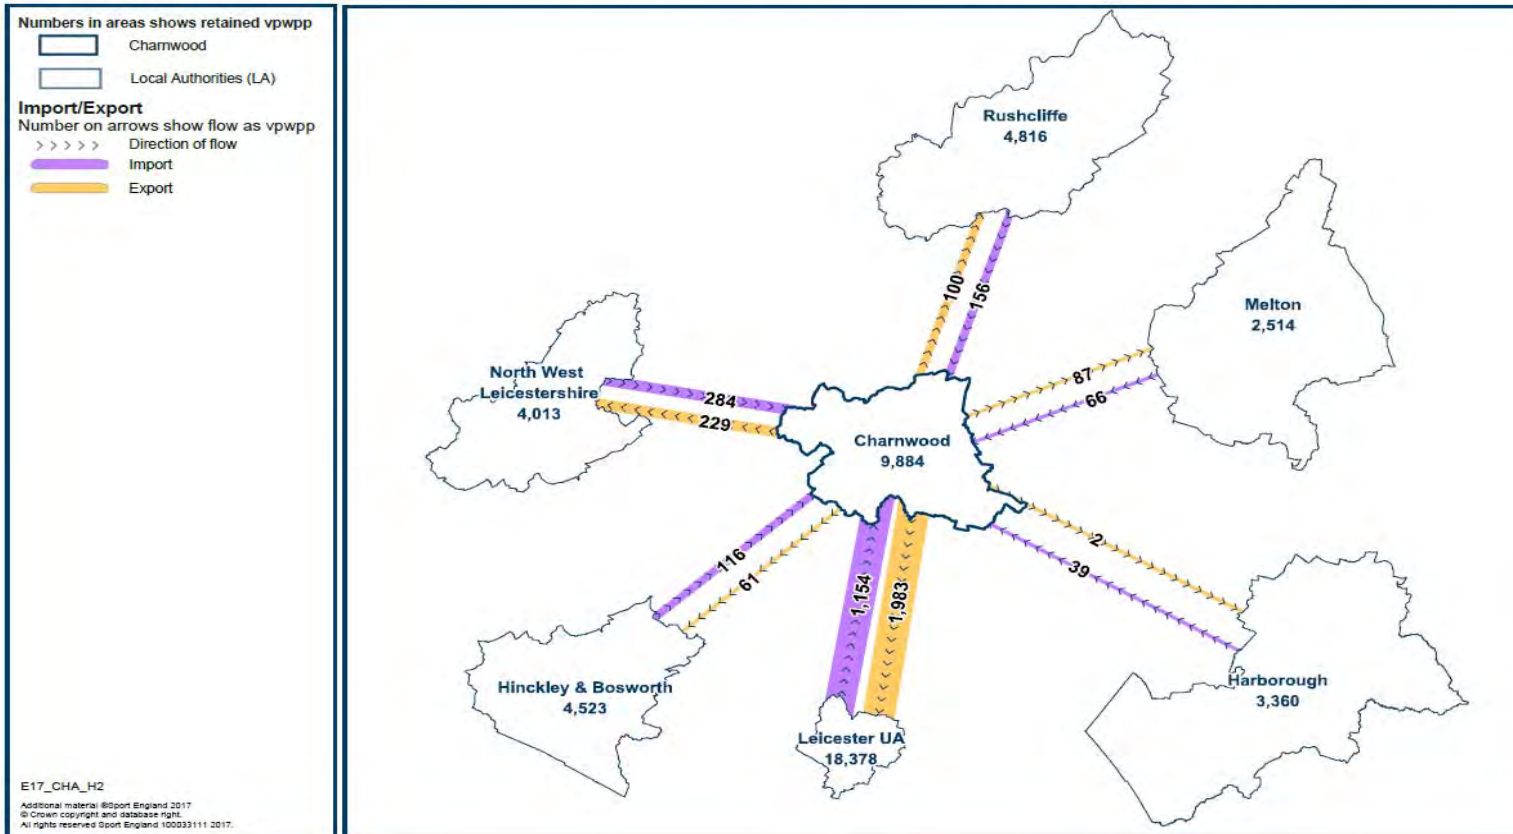 Numbers in areas shows retained vpwpp
Charnwood
Local Authorities (LA)
Import/Export
Number on arrows show flow as vpwpp
Direction of flow
Import
Export
E17_CHA_H2
Additional material ©Sport England 2017
© Crown copyright and database right.
All rights reserved Sport England 100033111 2017.
Rushcliffe
4,816
100
156
Melton
2,514
87
66
North West
Leicestershire
4,013
284
229
Charnwood
9,884
2
39
116
61
1,154
1,983
Hinckley & Bosworth
4,523
Leicester UA
18,378
Harborough
3,360